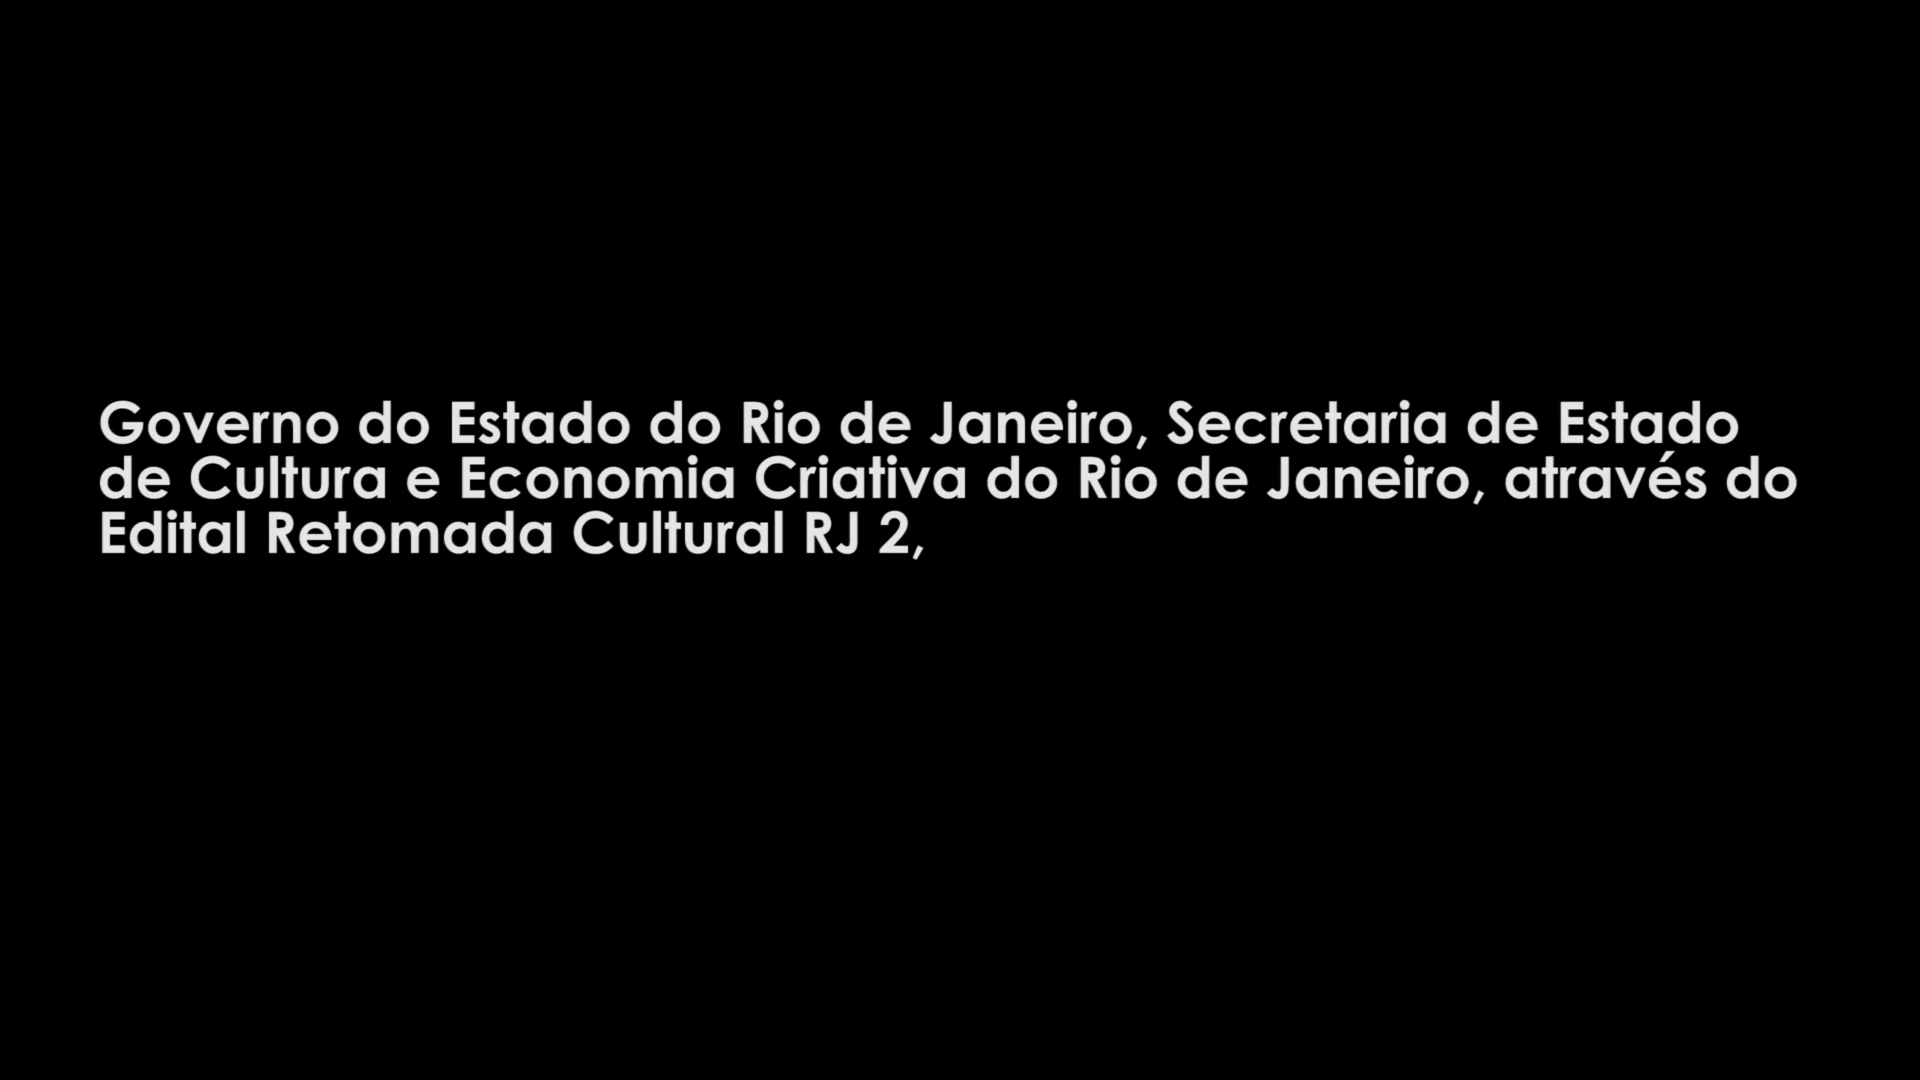 Governo do Estado do Rio de Janeiro, Secretaria de Estado
de Cultura e Economia Criativa do Rio de Janeiro, através do
Edital Retomada Cultural RJ 2,